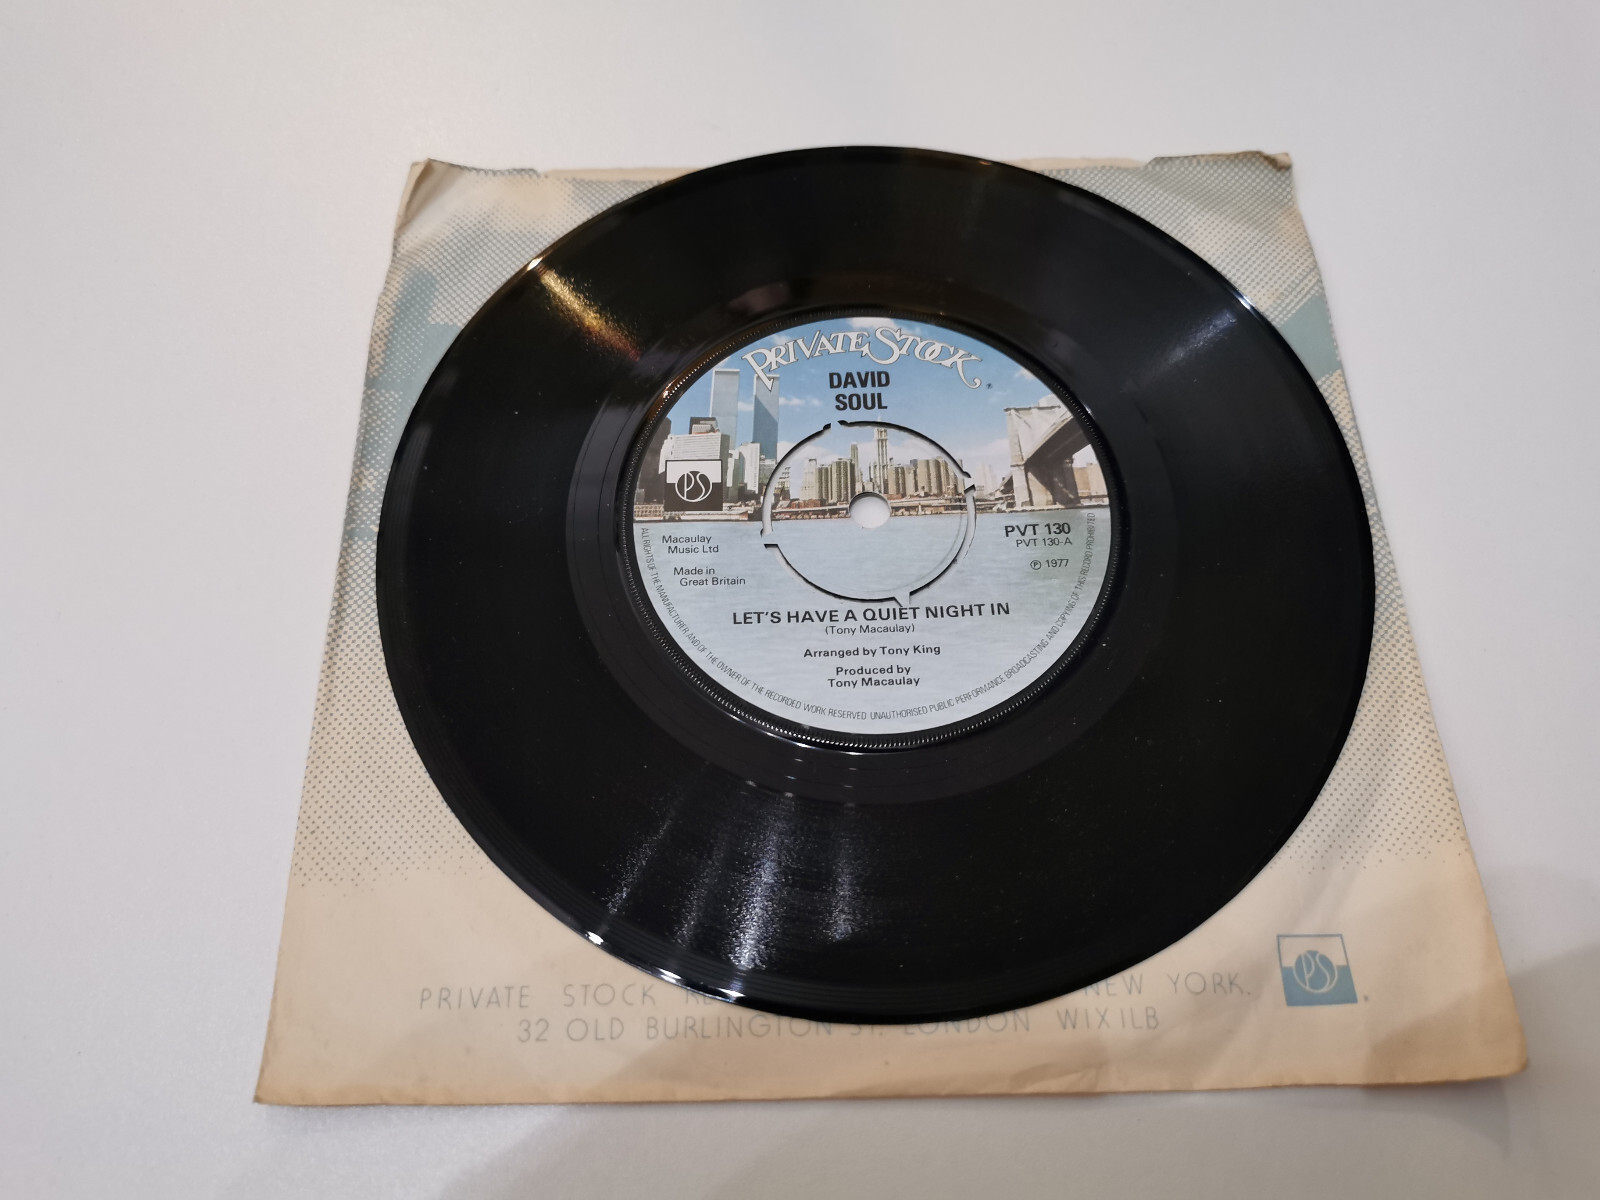 PRIVATE STOCK
DAVID
SOUL
PS
Macaulay
Music Ltd
Made in
Great Britain
PVT 130
PVT 130-A
℗ 1977
LET'S HAVE A QUIET NIGHT IN
(Tony Macaulay)
Arranged by Tony King
Produced by
Tony Macaulay
ALL RIGHTS OF THE MANUFACTURER AND OF THE OWNER OF THE RECORDED WORK RESERVED UNAUTHORISED PUBLIC PERFORMANCE BROADCASTING AND COPYING OF THIS RECORD PROHIBITED
PRIVATE STOCK NEW YORK.
PS
32 OLD BURLINGTON ST. LONDON W1X 1LB